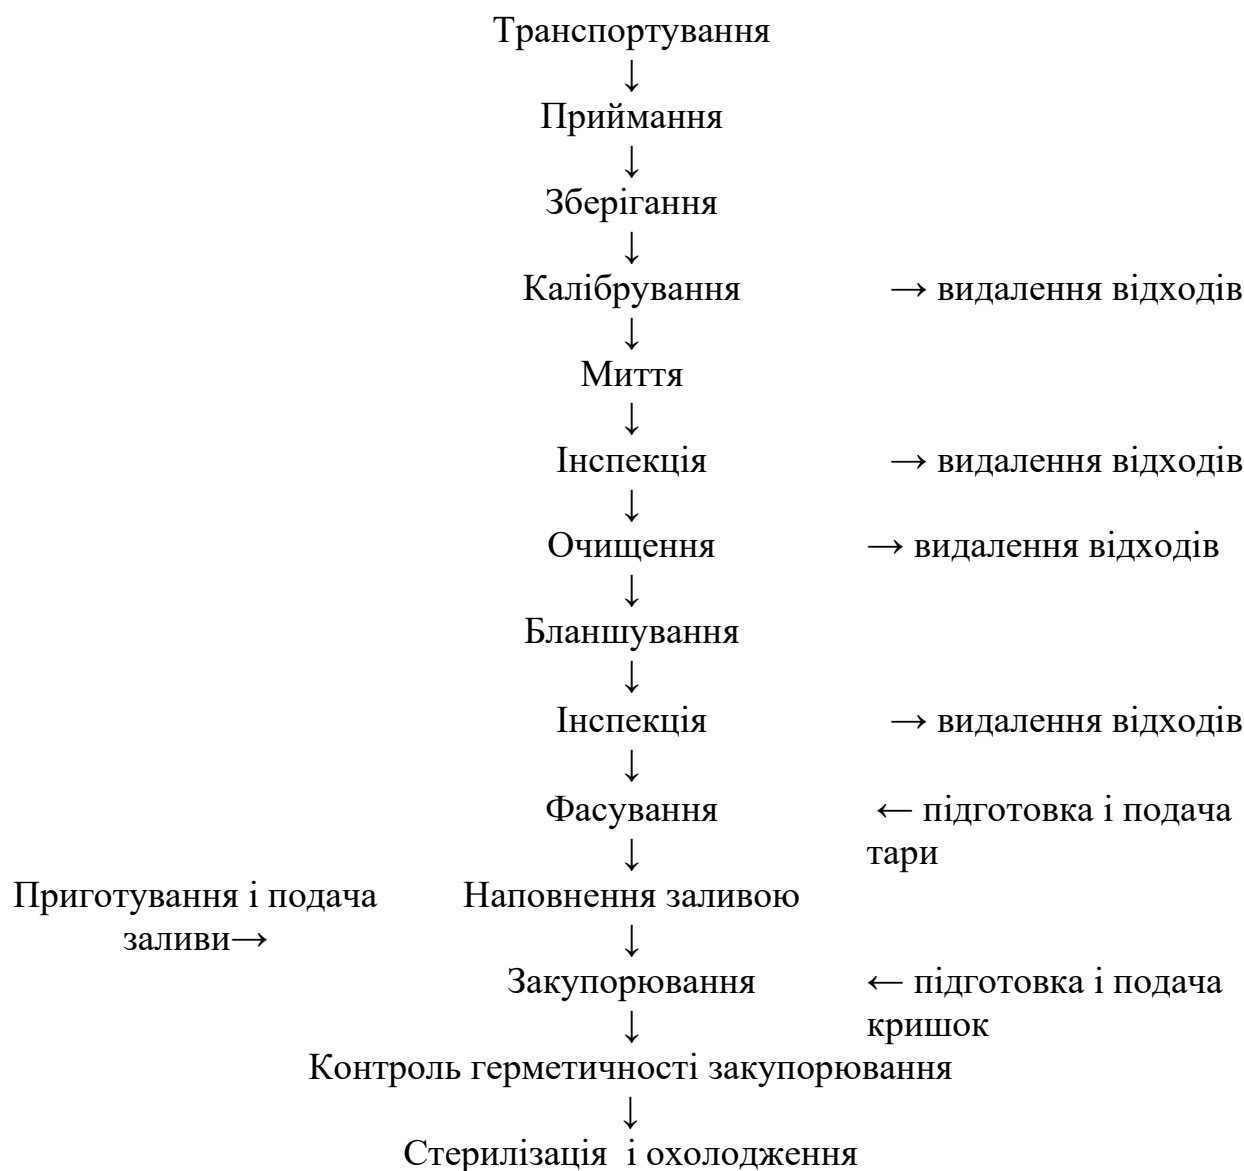 Транспортування
↓
Приймання
↓
Зберігання
↓
Калібрування → видалення відходів
↓
Миття
↓
Інспекція → видалення відходів
↓
Очищення → видалення відходів
↓
Бланшування
↓
Інспекція → видалення відходів
↓
Фасування ← підготовка і подача
тари
↓
Приготування і подача Наповнення заливою
заливи→
↓
Закупорювання ← підготовка і подача
кришок
↓
Контроль герметичності закупорювання
↓
Стерилізація і охолодження